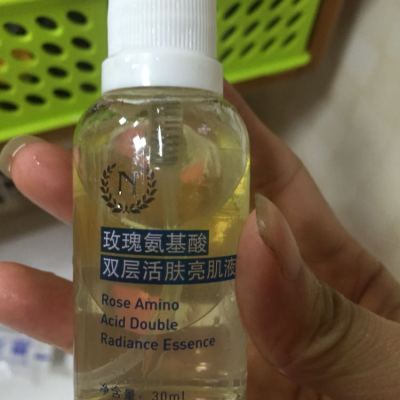 N
玫瑰氨基酸
双层活肤亮肌液
Rose Amino
Acid Double
Radiance Essence
净含量：30ml